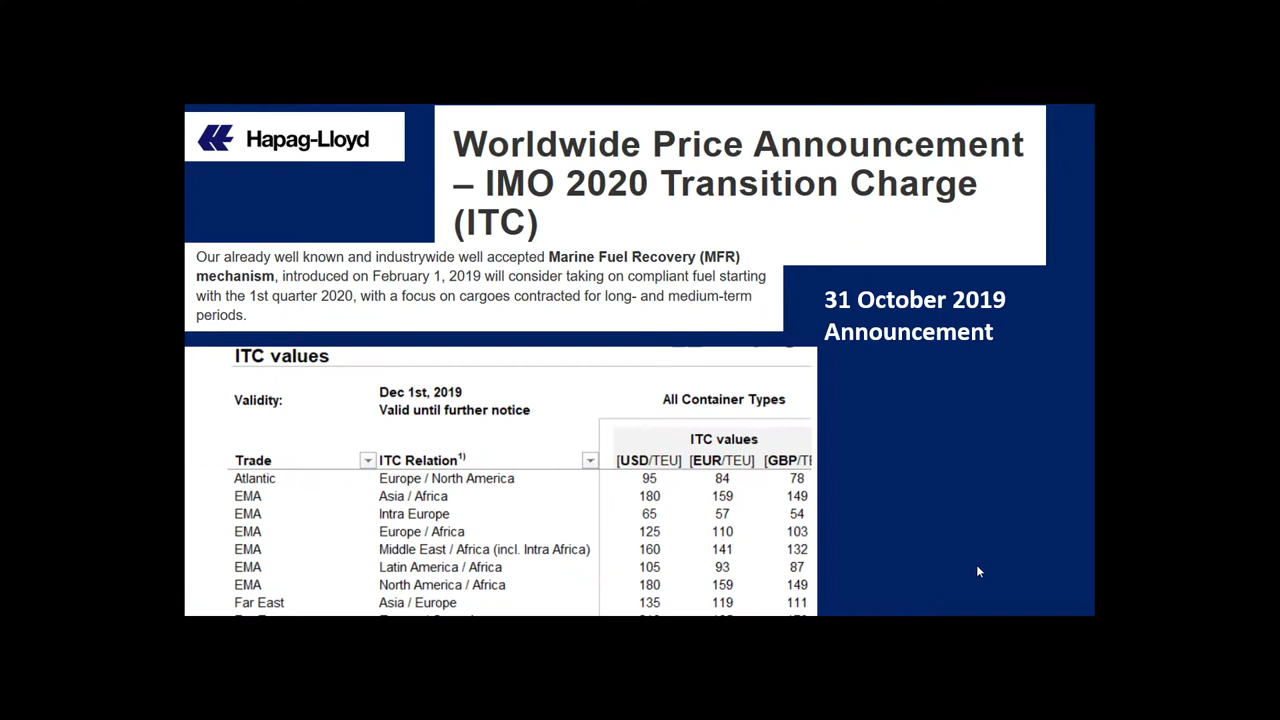 Hapag-Lloyd
Worldwide Price Announcement
– IMO 2020 Transition Charge
(ITC)
Our already well known and industrywide well accepted Marine Fuel Recovery (MFR)
mechanism, introduced on February 1, 2019 will consider taking on compliant fuel starting
with the 1st quarter 2020, with a focus on cargoes contracted for long- and medium-term
periods.
31 October 2019
Announcement
ITC values
Validity: Dec 1st, 2019 All Container Types
Valid until further notice
ITC values
Trade ITC Relation1) [USD/TEU] [EUR/TEU] [GBP/TE
Atlantic Europe / North America 95 84 78
EMA Asia / Africa 180 159 149
EMA Intra Europe 65 57 54
EMA Europe / Africa 125 110 103
EMA Middle East / Africa (incl. Intra Africa) 160 141 132
EMA Latin America / Africa 105 93 87
EMA North America / Africa 180 159 149
Far East Asia / Europe 135 119 111